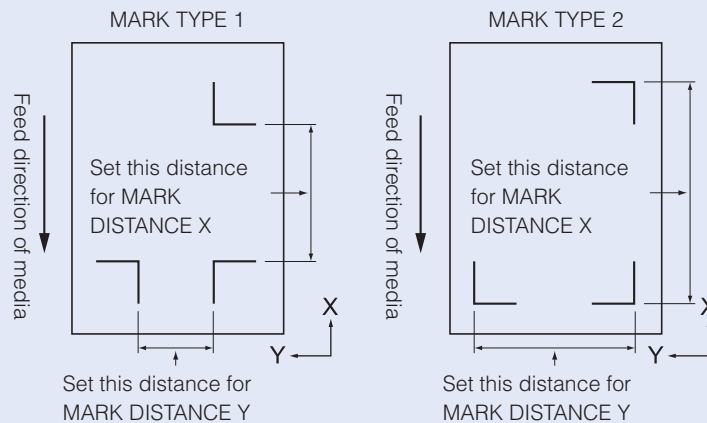 MARK TYPE 1
Feed direction of media
Set this distance
for MARK
DISTANCE X
X
Y
Set this distance for
MARK DISTANCE Y
MARK TYPE 2
Feed direction of media
Set this distance
for MARK
DISTANCE X
X
Y
Set this distance for
MARK DISTANCE Y